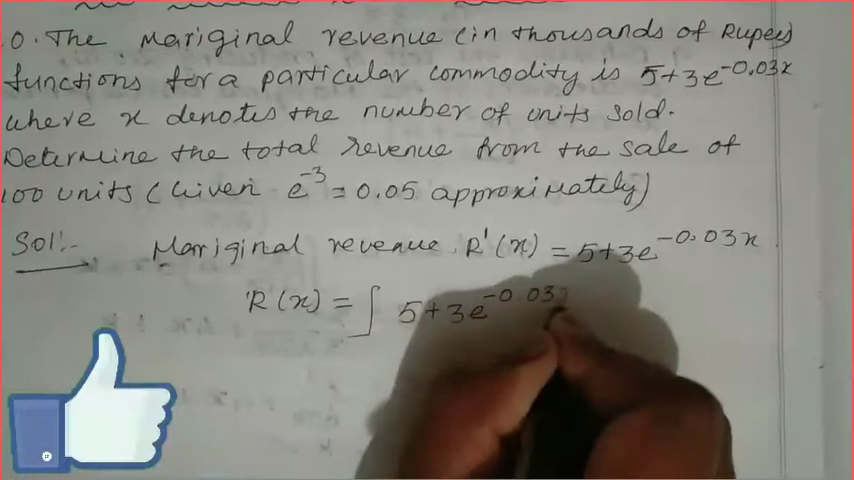 0. The Mariginal revenue (in thousands of Rupees)
functions for a particular commodity is 5+3e^-0.03x
where x denotes the number of units sold.
Determine the total revenue from the sale of
100 units (Given e^-3 = 0.05 approximately)
Sol:- Mariginal revenue R'(x) = 5+3e^-0.03x
R(x) = ∫ 5+3e^-0.03